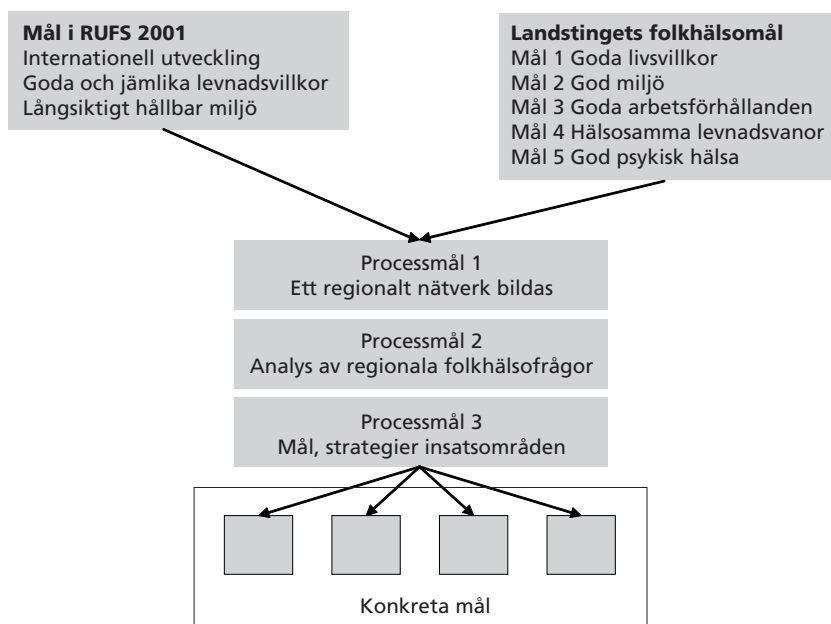 Mål i RUFS 2001
Internationell utveckling
Goda och jämlika levnadsvillkor
Långsiktigt hållbar miljö
Landstingets folkhälsomål
Mål 1 Goda livsvillkor
Mål 2 God miljö
Mål 3 Goda arbetsförhållanden
Mål 4 Hälsosamma levnadsvanor
Mål 5 God psykisk hälsa
Processmål 1
Ett regionalt nätverk bildas
Processmål 2
Analys av regionala folkhälsofrågor
Processmål 3
Mål, strategier insatsområden
Konkreta mål